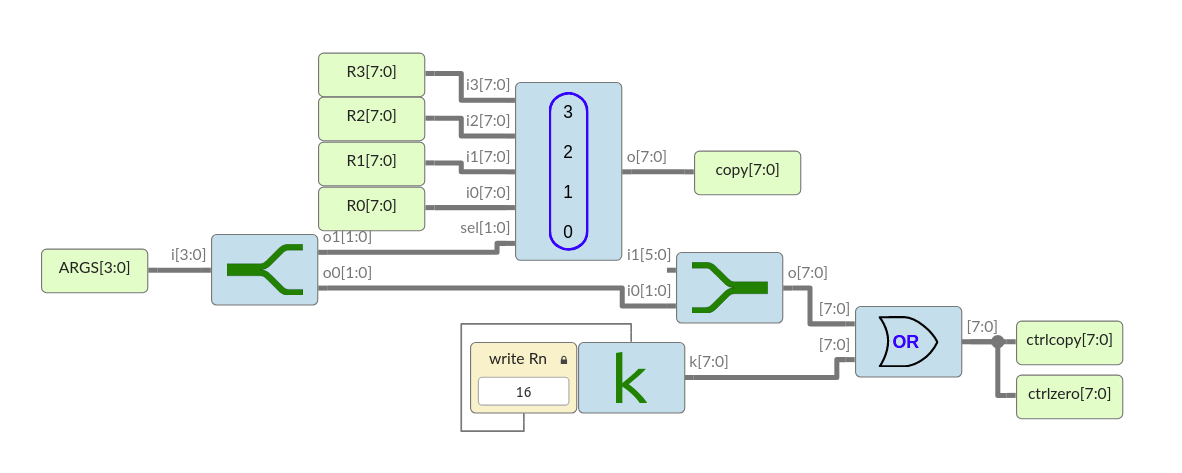 R3[7:0]
i3[7:0]
3
R2[7:0]
i2[7:0]
2
R1[7:0]
i1[7:0]
o[7:0]
copy[7:0]
1
R0[7:0]
i0[7:0]
0
sel[1:0]
o1[1:0]
ARGS[3:0]
i[3:0]
o0[1:0]
i1[5:0]
i0[1:0]
o[7:0]
[7:0]
[7:0]
OR
[7:0]
ctrlcopy[7:0]
ctrlzero[7:0]
write Rn
16
k
k[7:0]